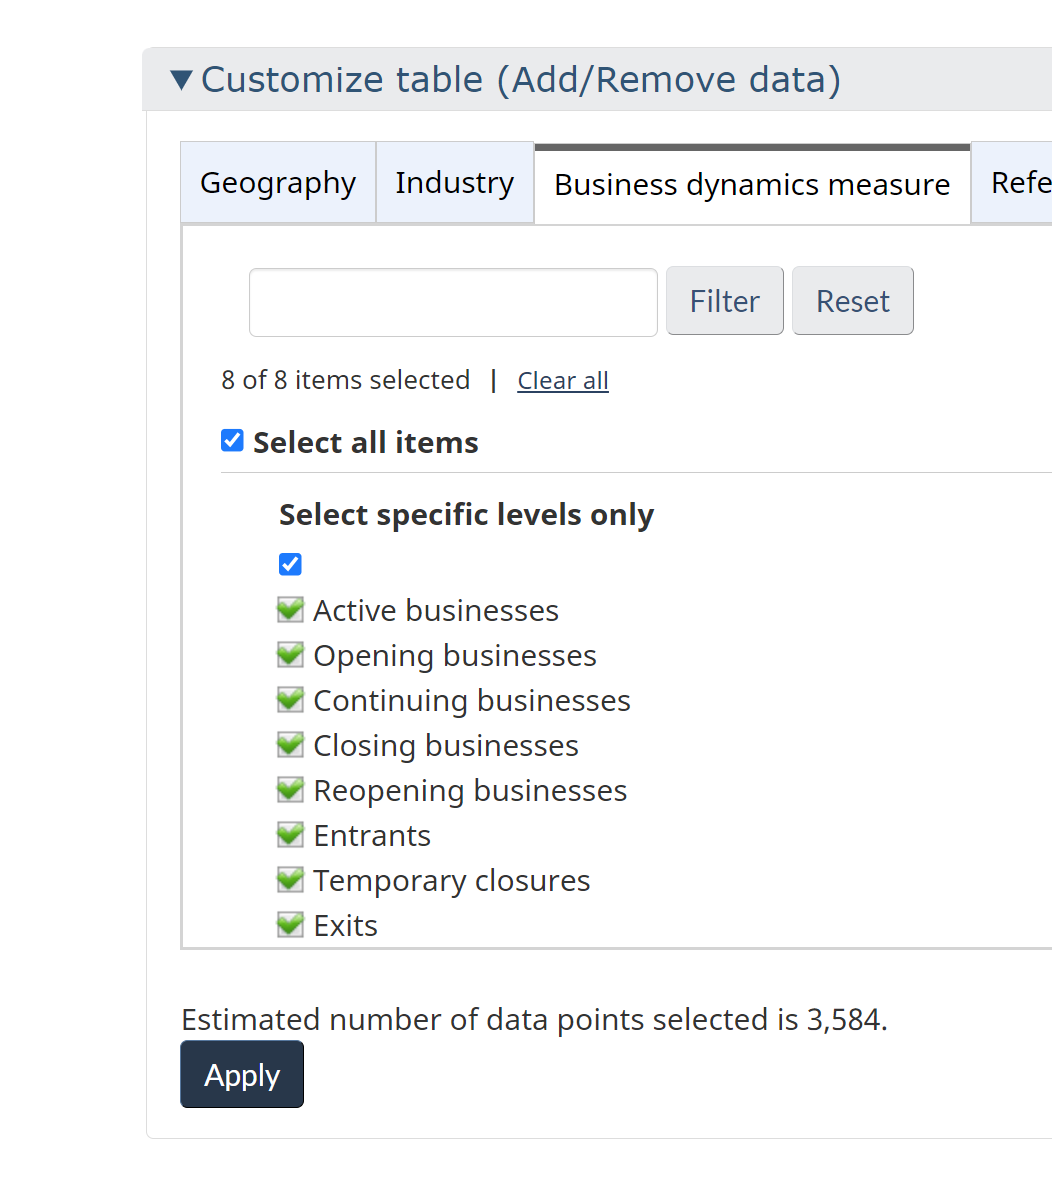 Customize table (Add/Remove data)
Geography Industry Business dynamics measure Refe
Filter Reset
8 of 8 items selected | Clear all
Select all items
Select specific levels only
Active businesses
Opening businesses
Continuing businesses
Closing businesses
Reopening businesses
Entrants
Temporary closures
Exits
Estimated number of data points selected is 3,584.
Apply